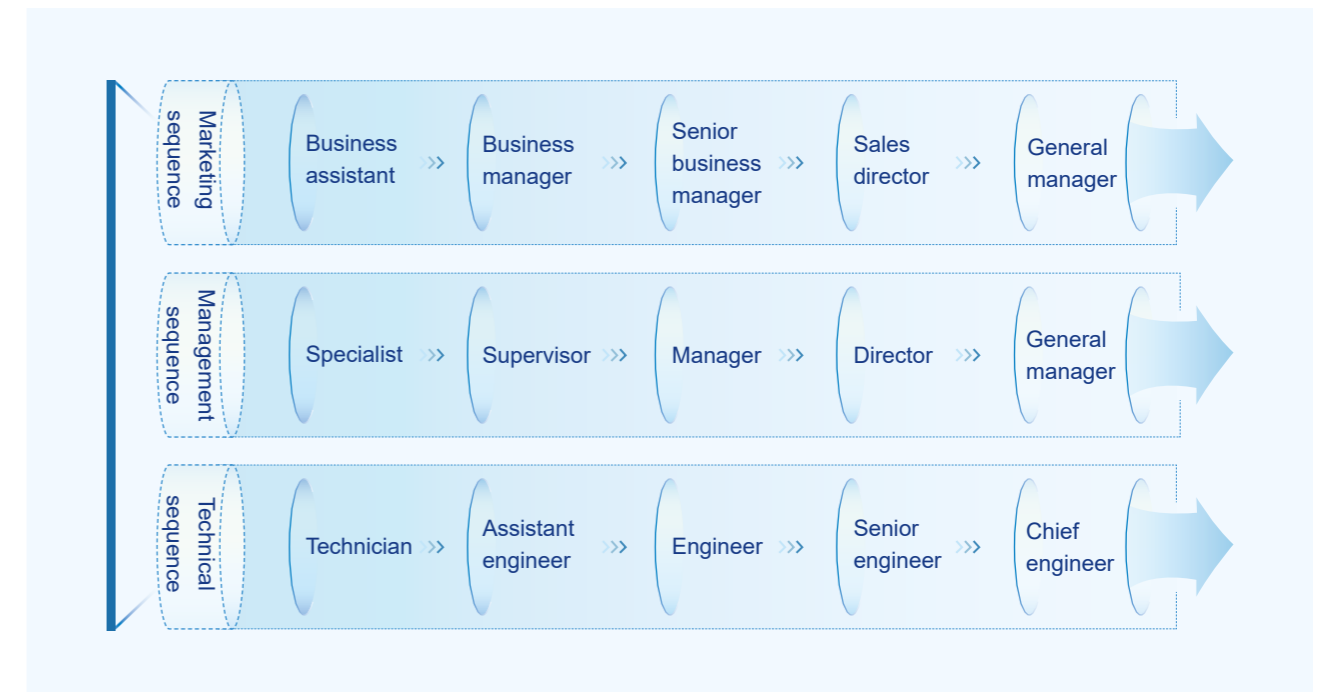 Marketing
sequence
Business
assistant
Business
manager
Senior
business
manager
Sales
director
General
manager
Management
sequence
Specialist
Supervisor
Manager
Director
General
manager
Technical
sequence
Technician
Assistant
engineer
Engineer
Senior
engineer
Chief
engineer